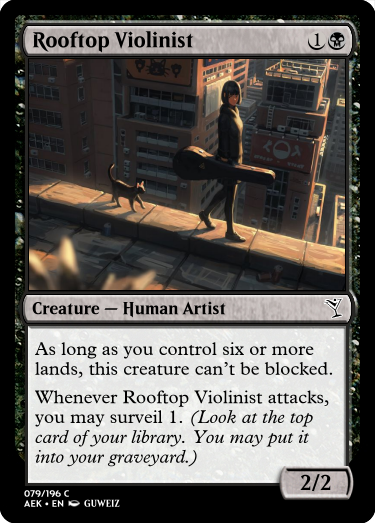 Rooftop Violinist 1
Creature — Human Artist
As long as you control six or more
lands, this creature can't be blocked.
Whenever Rooftop Violinist attacks,
you may surveil 1. (Look at the top
card of your library. You may put it
into your graveyard.)
2/2
079/196 C
AEK • EN GUWEIZ